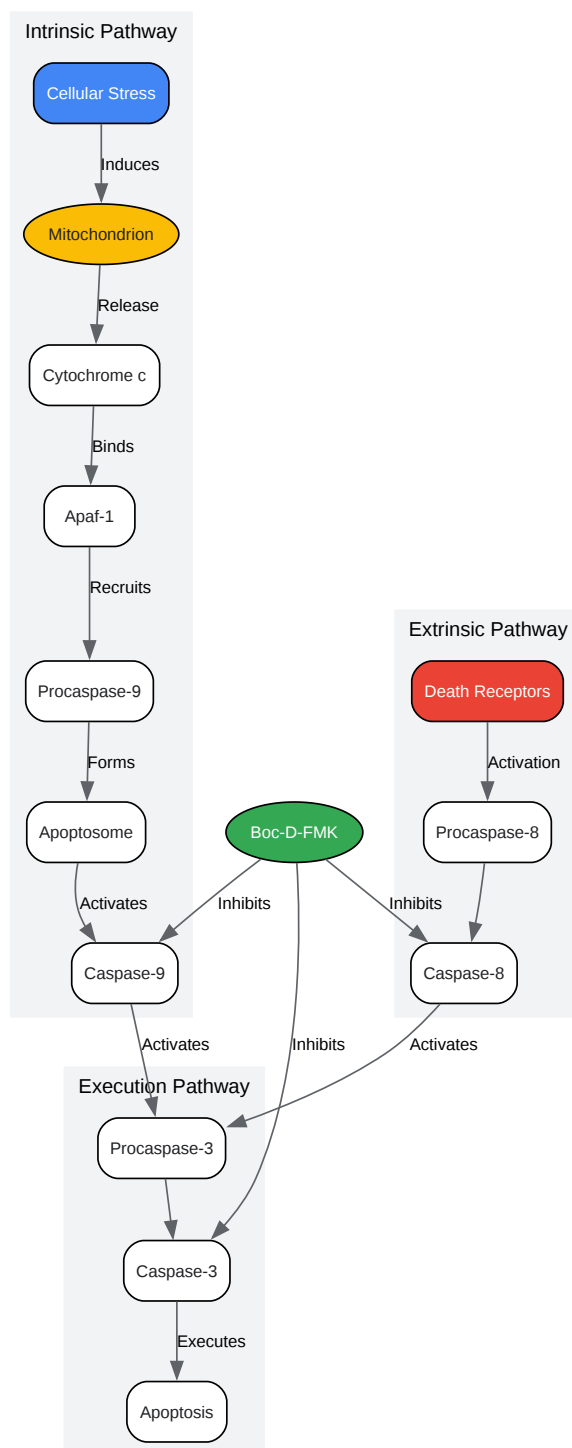 Intrinsic Pathway
Cellular Stress
Induces
Mitochondrion
Release
Cytochrome c
Binds
Apaf-1
Recruits
Procaspase-9
Forms
Apoptosome
Activates
Caspase-9
Extrinsic Pathway
Death Receptors
Activation
Procaspase-8
Caspase-8
Boc-D-FMK
Inhibits
Inhibits
Inhibits
Activates
Activates
Execution Pathway
Procaspase-3
Caspase-3
Executes
Apoptosis